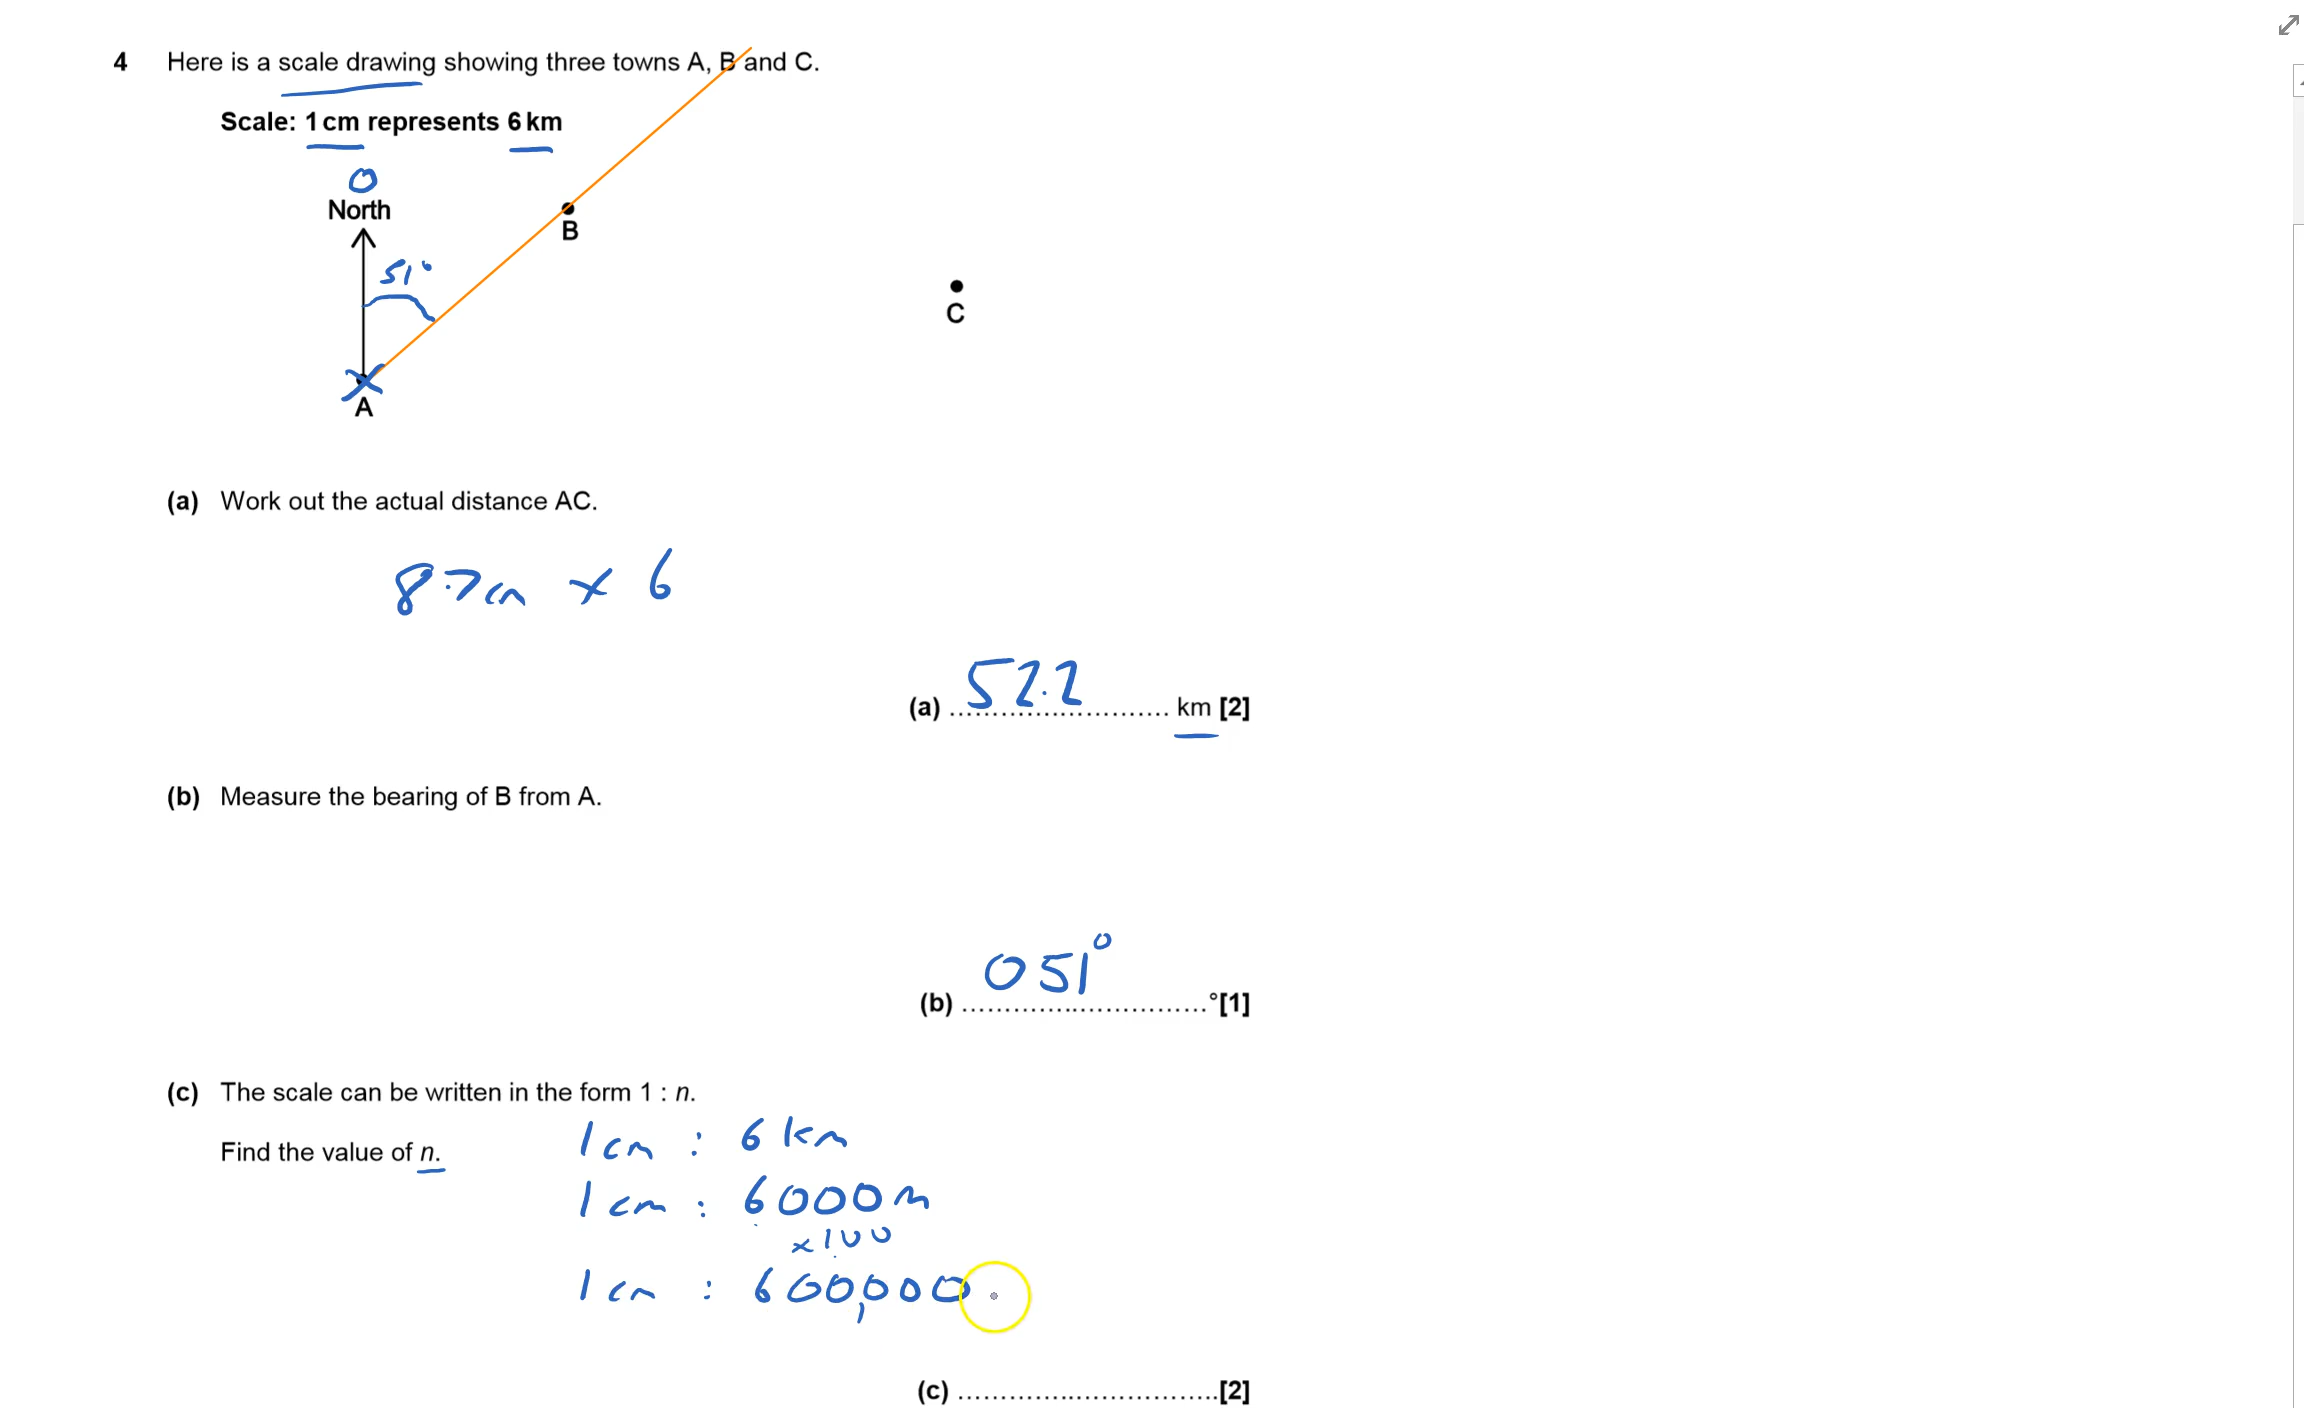 4 Here is a scale drawing showing three towns A, B and C.
Scale: 1 cm represents 6 km
0
North
B
51°
C
A
(a) Work out the actual distance AC.
8.7cm × 6
(a) 52.2 km [2]
(b) Measure the bearing of B from A.
(b) 051° °[1]
(c) The scale can be written in the form 1 : n.
1cm : 6km
Find the value of n.
1cm : 6000m
×100
1cm : 600,000
(c) ................................[2]